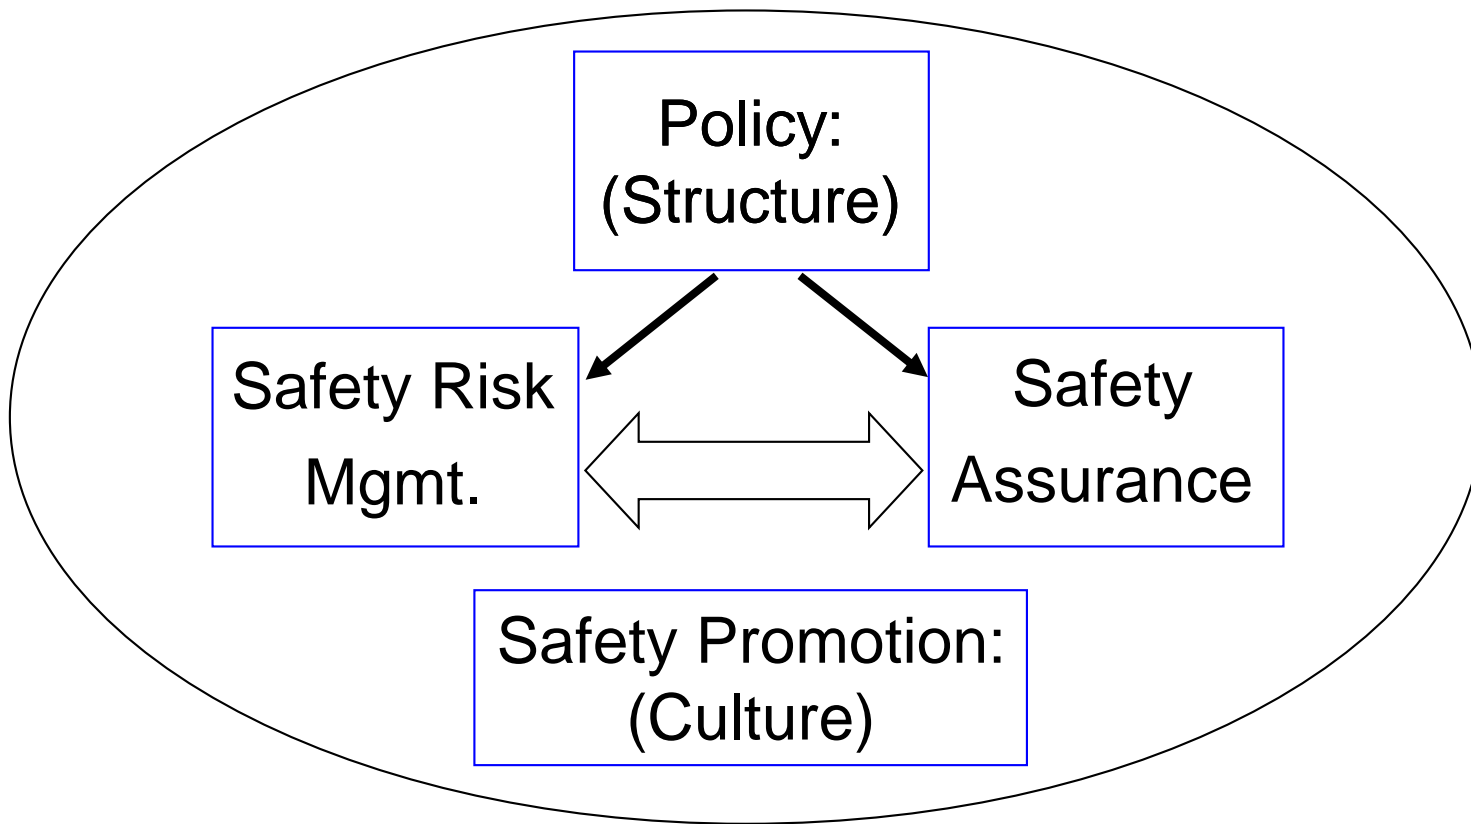 Policy:
(Structure)
Safety Risk
Mgmt.
Safety
Assurance
Safety Promotion:
(Culture)